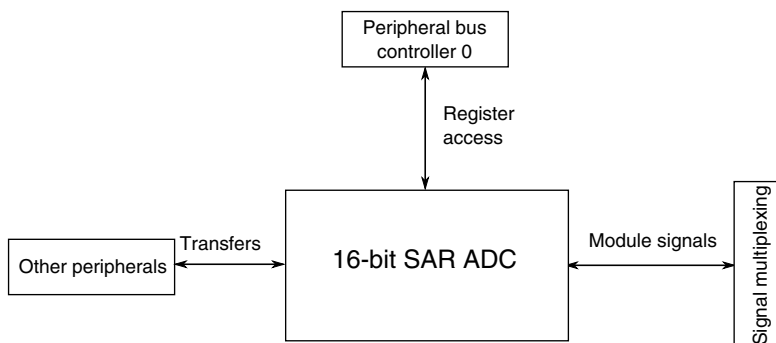 Peripheral bus
controller 0
Register
access
Other peripherals
Transfers
16-bit SAR ADC
Module signals
Signal multiplexing